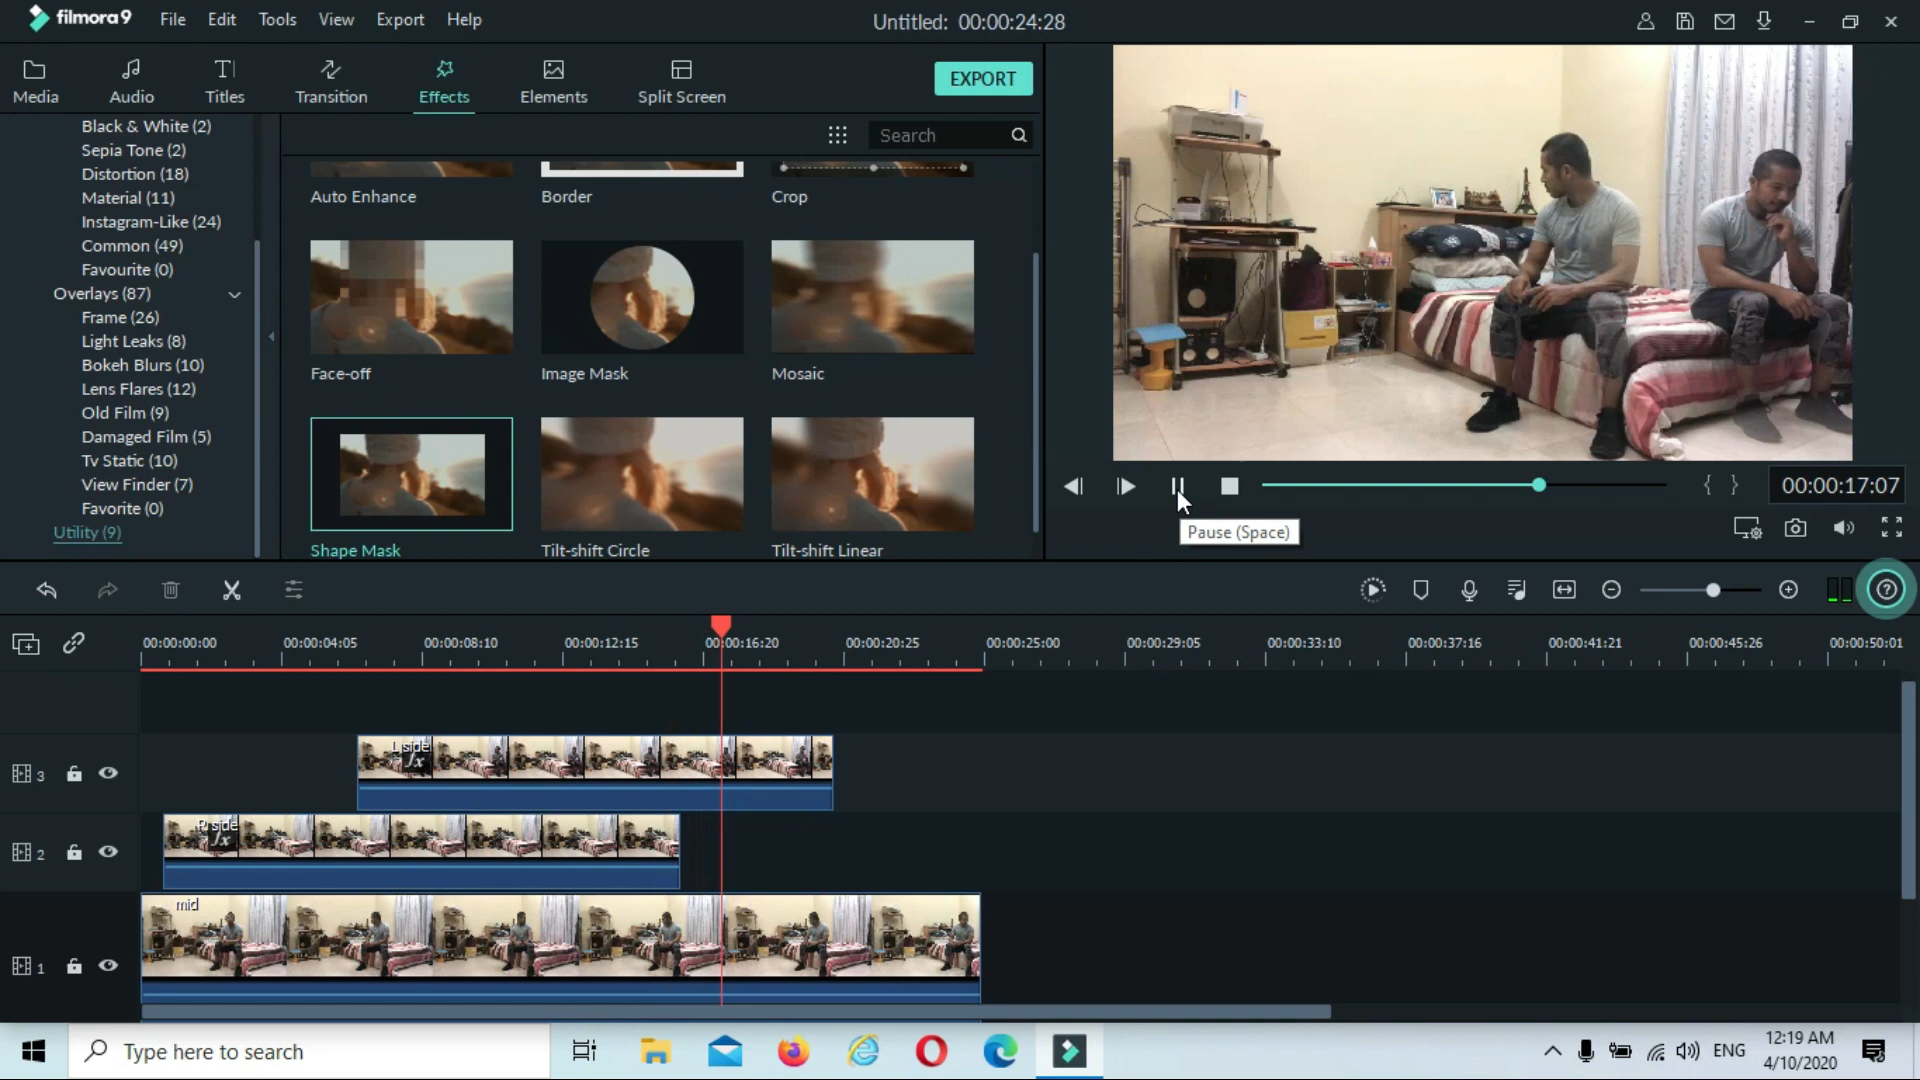 filmora9 File Edit Tools View Export Help Untitled: 00:00:24:28
Media Audio Titles Transition Effects Elements Split Screen EXPORT
Search
Black & White (2)
Sepia Tone (2)
Distortion (18)
Material (11)
Instagram-Like (24)
Common (49)
Favourite (0)
Overlays (87)
Frame (26)
Light Leaks (8)
Bokeh Blurs (10)
Lens Flares (12)
Old Film (9)
Damaged Film (5)
Tv Static (10)
View Finder (7)
Favorite (0)
Utility (9)
Auto Enhance Border Crop
Face-off Image Mask Mosaic
Shape Mask Tilt-shift Circle Tilt-shift Linear
{ } 00:00:17:07
Pause (Space)
00:00:00:00 00:00:04:05 00:00:08:10 00:00:12:15 00:00:16:20 00:00:20:25 00:00:25:00 00:00:29:05 00:00:33:10 00:00:37:16 00:00:41:21 00:00:45:26 00:00:50:01
side
fx
3
side
fx
2
mid
1
Type here to search
ENG
12:19 AM
4/10/2020